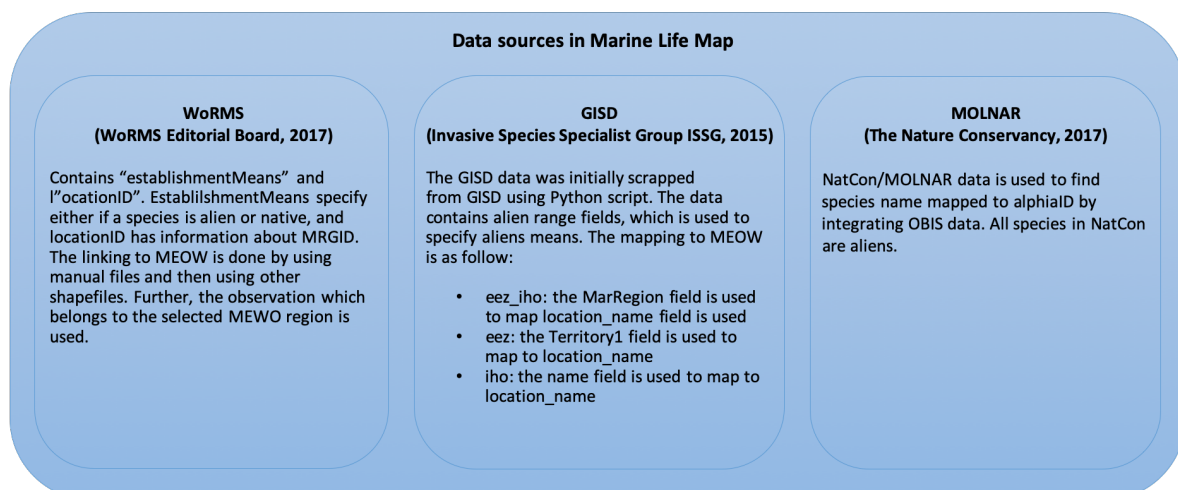 Data sources in Marine Life Map
WoRMS
(WoRMS Editorial Board, 2017)
Contains “establishmentMeans” and
l”ocationID”. EstablilshmentMeans specify
either if a species is alien or native, and
locationID has information about MRGID.
The linking to MEOW is done by using
manual files and then using other
shapefiles. Further, the observation which
belongs to the selected MEWO region is
used.
GISD
(Invasive Species Specialist Group ISSG, 2015)
The GISD data was initially scrapped
from GISD using Python script. The data
contains alien range fields, which is used to
specify aliens means. The mapping to MEOW
is as follow:
• eez_iho: the MarRegion field is used
to map location_name field is used
• eez: the Territory1 field is used to
map to location_name
• iho: the name field is used to map to
location_name
MOLNAR
(The Nature Conservancy, 2017)
NatCon/MOLNAR data is used to find
species name mapped to alphiaID by
integrating OBIS data. All species in NatCon
are aliens.